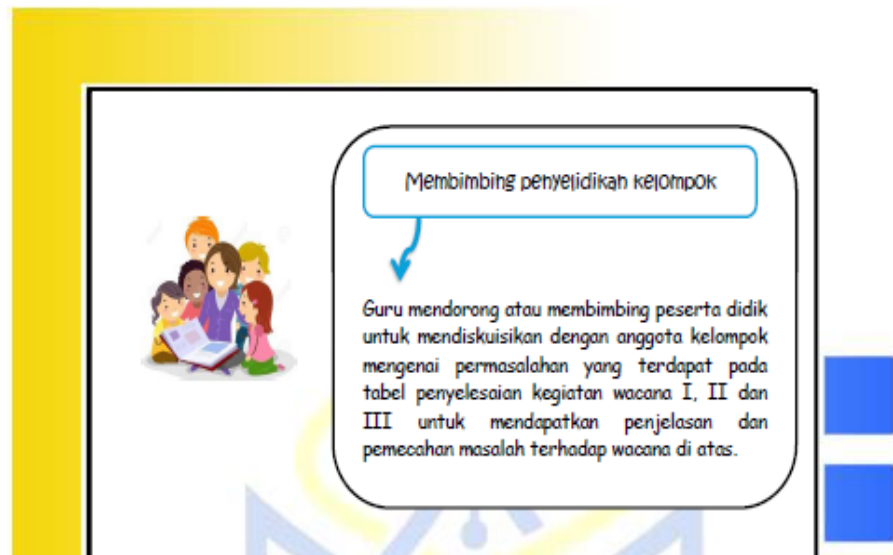 Membimbing penyelidikan kelompok
Guru mendorong atau membimbing peserta didik
untuk mendiskuisikan dengan anggota kelompok
mengenai permasalahan yang terdapat pada
tabel penyelesaian kegiatan wacana I, II dan
III untuk mendapatkan penjelasan dan
pemecahan masalah terhadap wacana di atas.